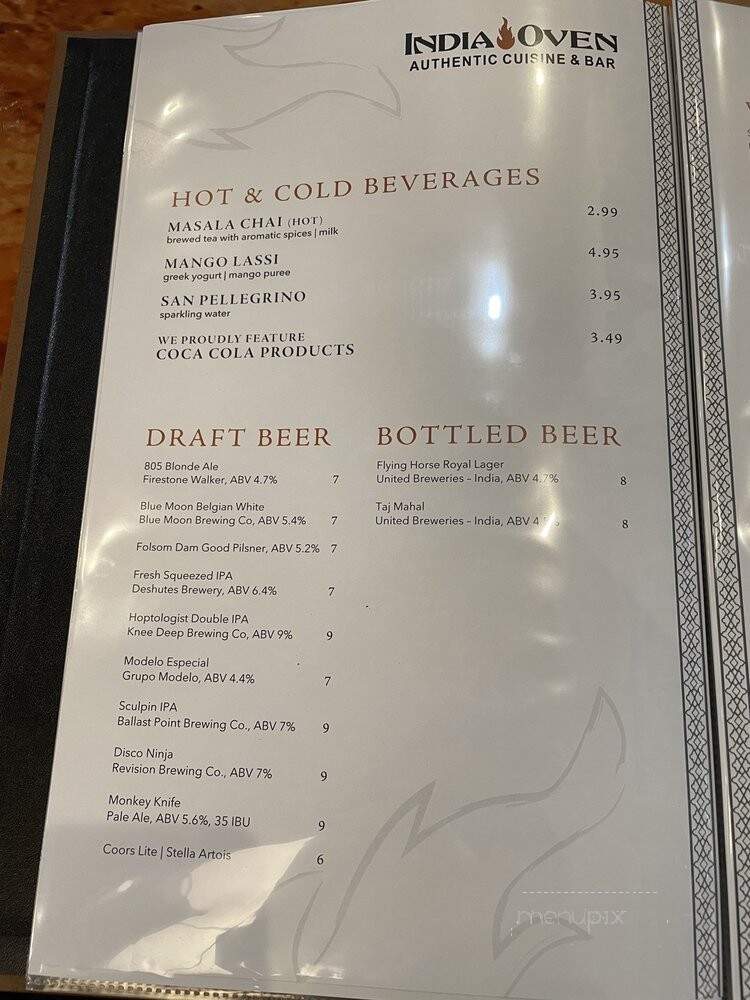 INDIA OVEN
AUTHENTIC CUISINE & BAR
HOT & COLD BEVERAGES
MASALA CHAI (HOT) 2.99
brewed tea with aromatic spices | milk
MANGO LASSI 4.95
greek yogurt | mango puree
SAN PELLEGRINO 3.95
sparkling water
WE PROUDLY FEATURE
COCA COLA PRODUCTS 3.49
DRAFT BEER
805 Blonde Ale
Firestone Walker, ABV 4.7% 7
Blue Moon Belgian White
Blue Moon Brewing Co, ABV 5.4% 7
Folsom Dam Good Pilsner, ABV 5.2% 7
Fresh Squeezed IPA
Deshutes Brewery, ABV 6.4% 7
Hoptologist Double IPA
Knee Deep Brewing Co, ABV 9% 9
Modelo Especial
Grupo Modelo, ABV 4.4% 7
Sculpin IPA
Ballast Point Brewing Co., ABV 7% 9
Disco Ninja
Revision Brewing Co., ABV 7% 9
Monkey Knife
Pale Ale, ABV 5.6%, 35 IBU 9
Coors Lite | Stella Artois 6
BOTTLED BEER
Flying Horse Royal Lager
United Breweries – India, ABV 4.7% 8
Taj Mahal
United Breweries – India, ABV 8
menupix